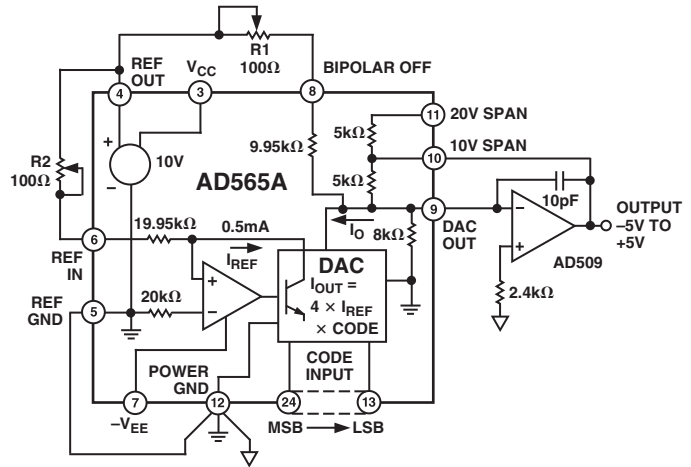 R1
100Ω
REF
OUT
VCC
BIPOLAR OFF
4
3
8
11
20V SPAN
5kΩ
10V SPAN
10
9.95kΩ
R2
100Ω
+
10V
–
AD565A
5kΩ
10pF
9
DAC
OUT
–
+
AD509
OUTPUT
–5V TO
+5V
19.95kΩ
0.5mA
IO
8kΩ
6
REF
IN
IREF
DAC
IOUT =
4 × IREF
× CODE
+
–
2.4kΩ
REF
GND
5
20kΩ
POWER
GND
CODE
INPUT
7
12
24
13
–VEE
MSB
LSB